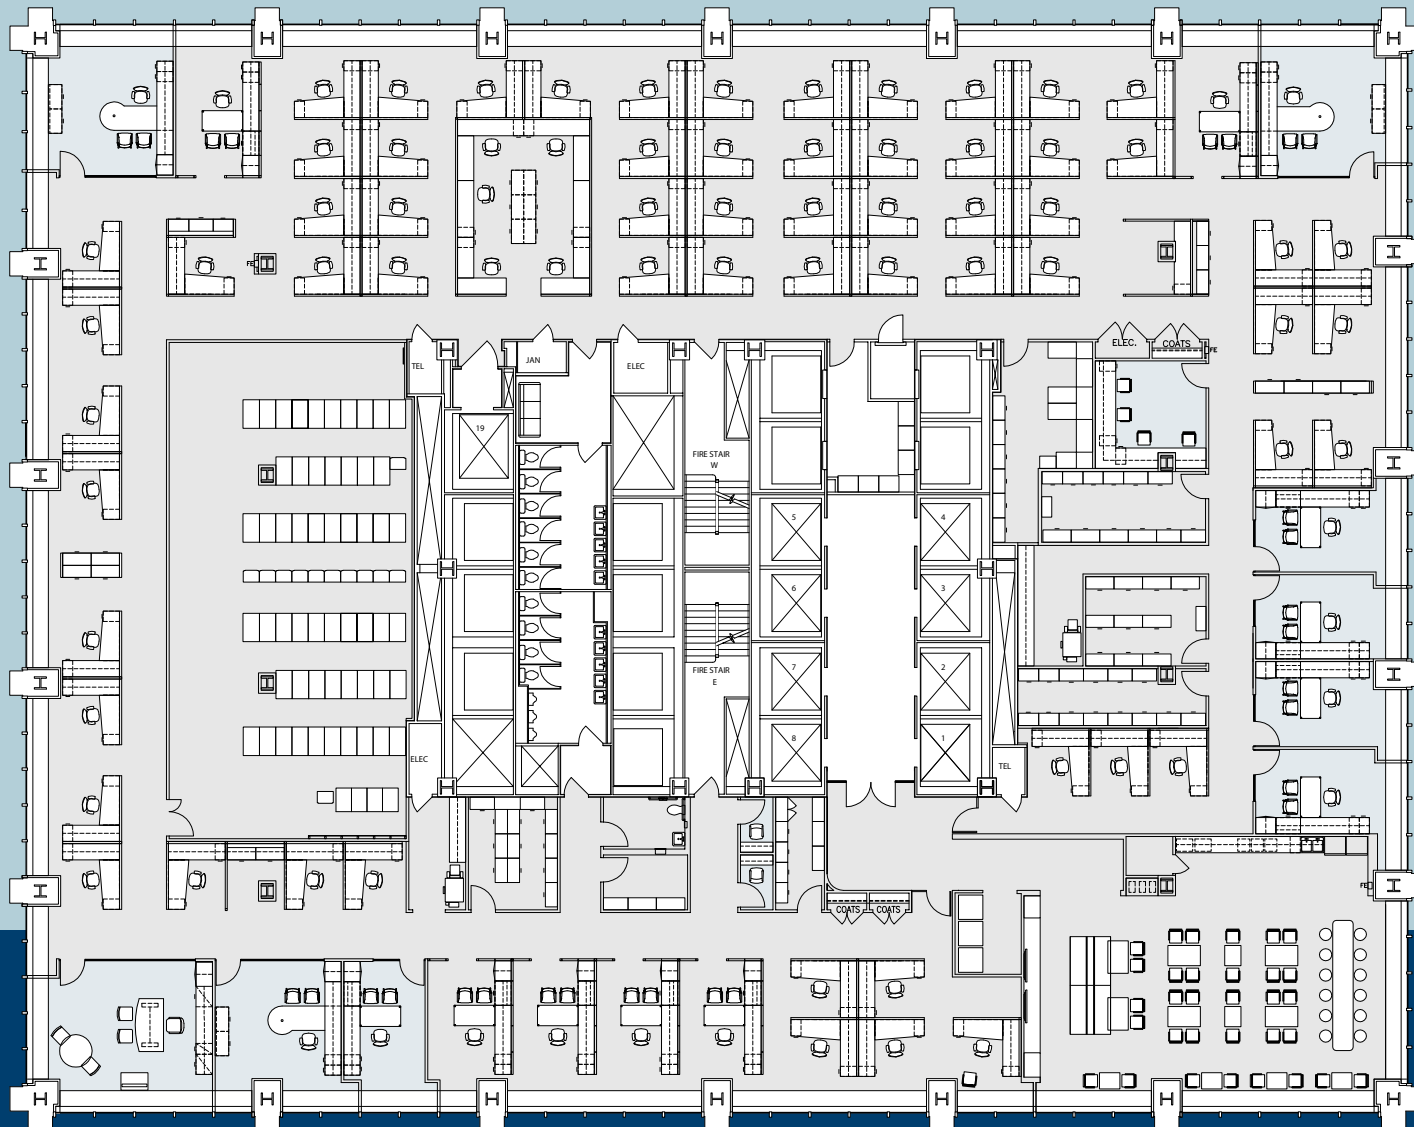 FE
ELEC.
COATS
FE
TEL
JAN
ELEC
19
FIRE STAIR
W
5
4
6
3
FIRE STAIR
E
7
2
8
1
ELEC
TEL
FE
COATS
COATS